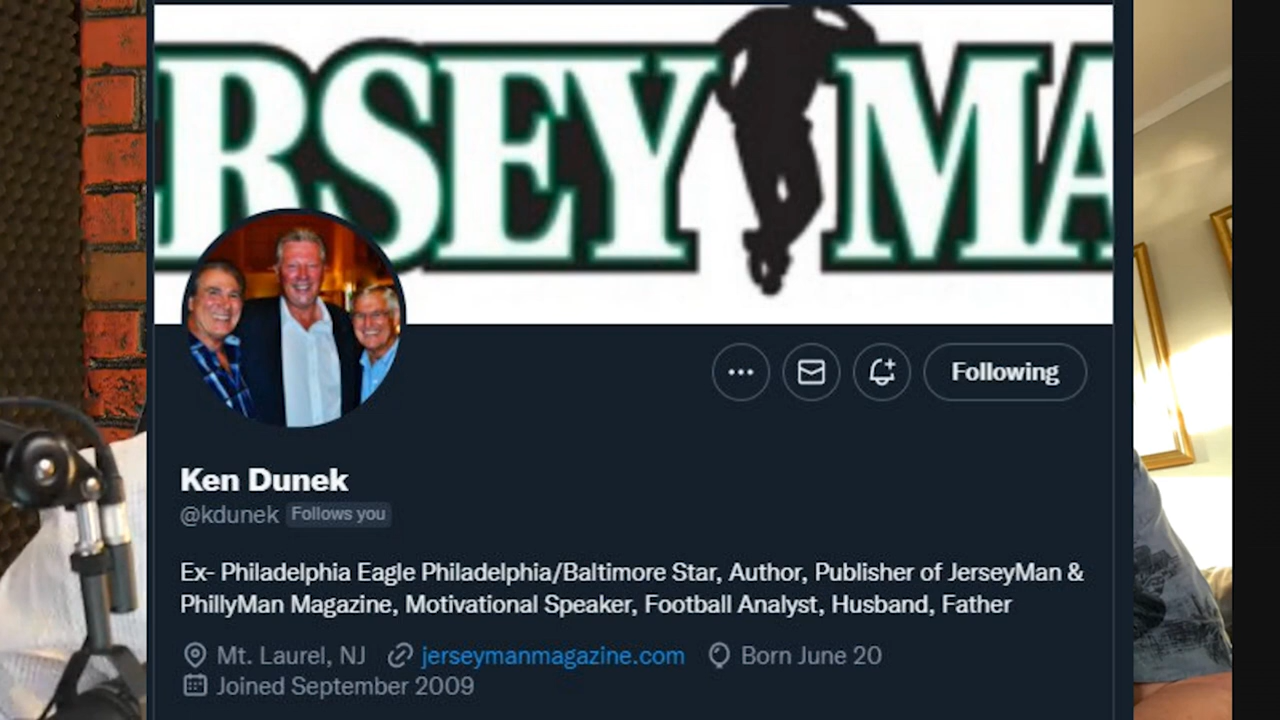 ERSEY MA
Following
Ken Dunek
@kdunek Follows you
Ex- Philadelphia Eagle Philadelphia/Baltimore Star, Author, Publisher of JerseyMan &
PhillyMan Magazine, Motivational Speaker, Football Analyst, Husband, Father
Mt. Laurel, NJ jerseymanmagazine.com Born June 20
Joined September 2009